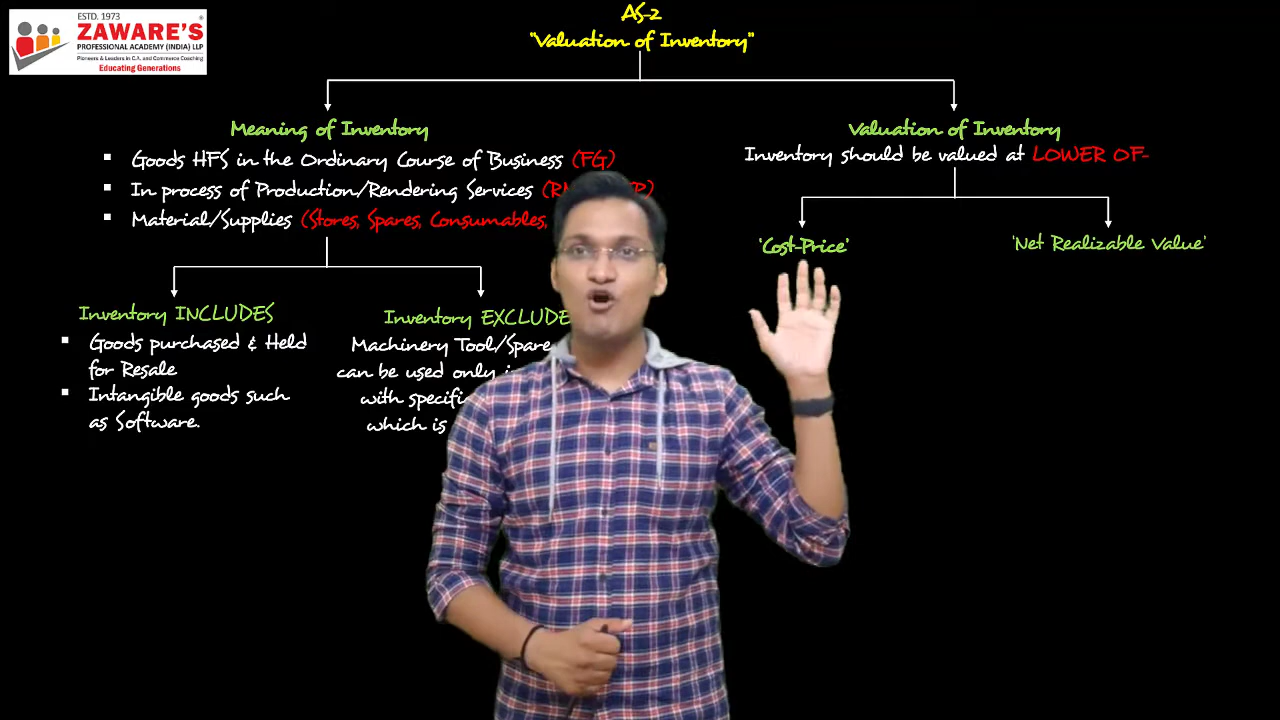 ESTD. 1973
ZAWARE'S
PROFESSIONAL ACADEMY (INDIA) LLP
Pioneers & Leaders in C.A. and Commerce Coaching
Educating Generations
AS-2
"Valuation of Inventory"
Meaning of Inventory
▪ Goods HFS in the Ordinary Course of Business (FG)
▪ In process of Production/Rendering Services
▪ Material/Supplies (Stores, Spares, Consumables,
Inventory INCLUDES
▪ Goods purchased & Held
for Resale
▪ Intangible goods such
as Software.
Inventory
Machinery Tool/
can be used only
with
which is
Valuation of Inventory
Inventory should be valued at LOWER OF-
'Cost-Price'
'Net Realizable Value'